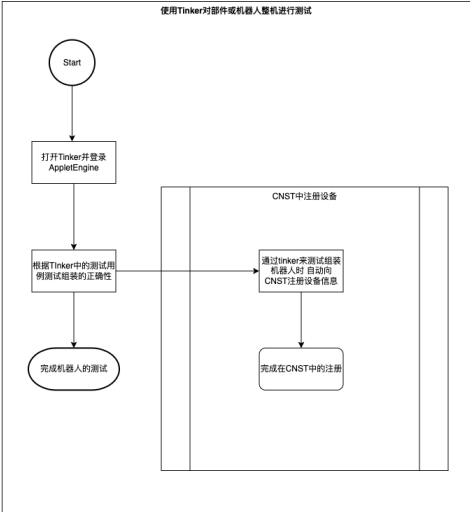 使用Tinker对部件或机器人整机进行测试
Start
打开Tinker并登录
AppletEngine
CNST中注册设备
根据TInker中的测试用
例测试组装的正确性
通过tinker来测试组装
机器人时 自动向
CNST注册设备信息
完成机器人的测试
完成在CNST中的注册